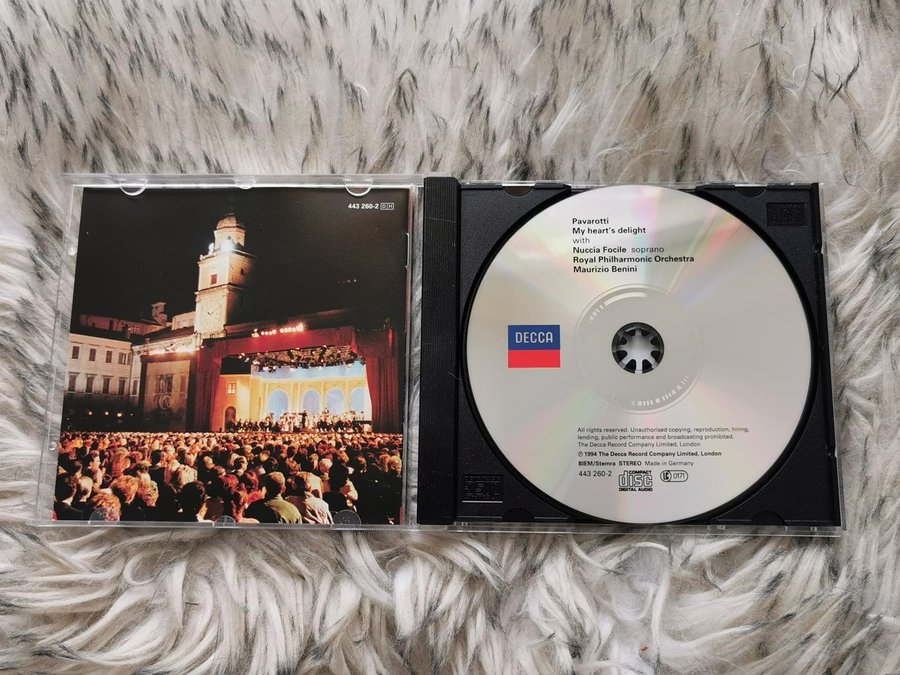 443 260-2 DH
Pavarotti
My heart's delight
with
Nuccia Focile soprano
Royal Philharmonic Orchestra
Maurizio Benini
DECCA
All rights reserved. Unauthorised copying, reproduction, hiring,
lending, public performance and broadcasting prohibited.
The Decca Record Company Limited, London
℗ 1994 The Decca Record Company Limited, London
BIEM/Stemra STEREO Made in Germany
443 260-2 COMPACT disc DIGITAL AUDIO 0171